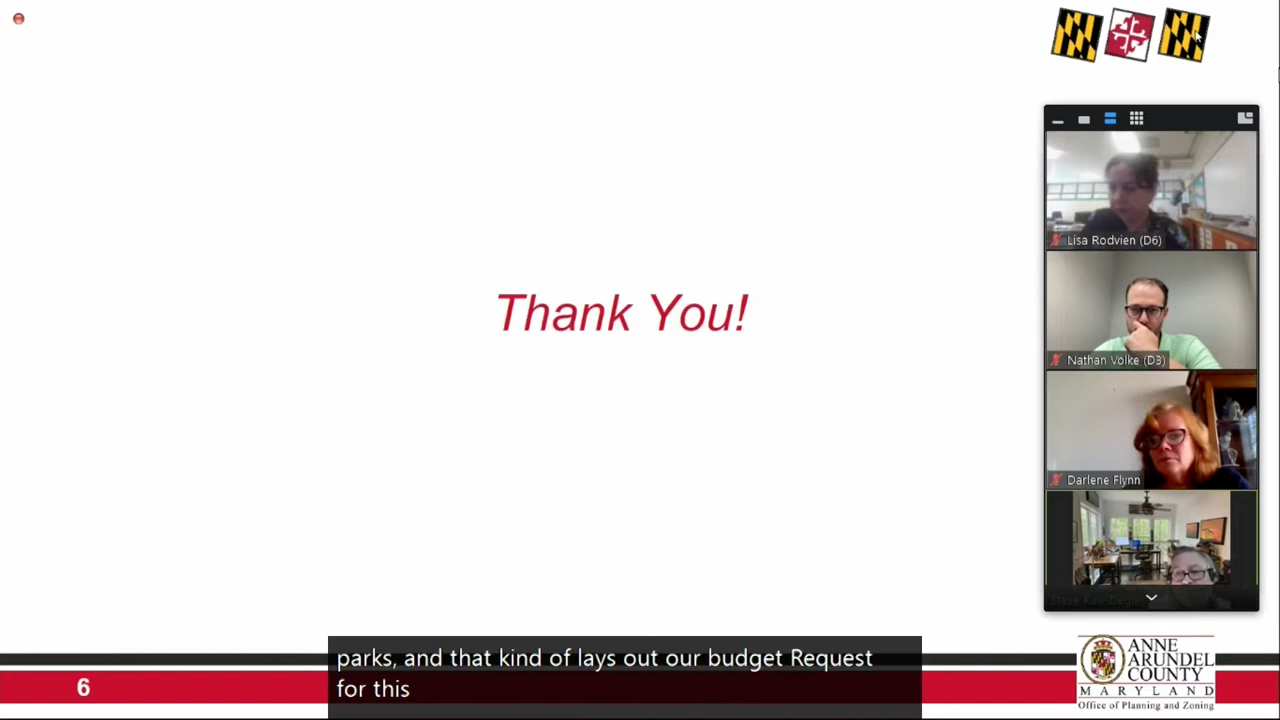 Lisa Rodvien (D6)
Nathan Volke (D3)
Darlene Flynn
Thank You!
parks, and that kind of lays out our budget Request
for this
6
ANNE
ARUNDEL
COUNTY
MARYLAND
Office of Planning and Zoning